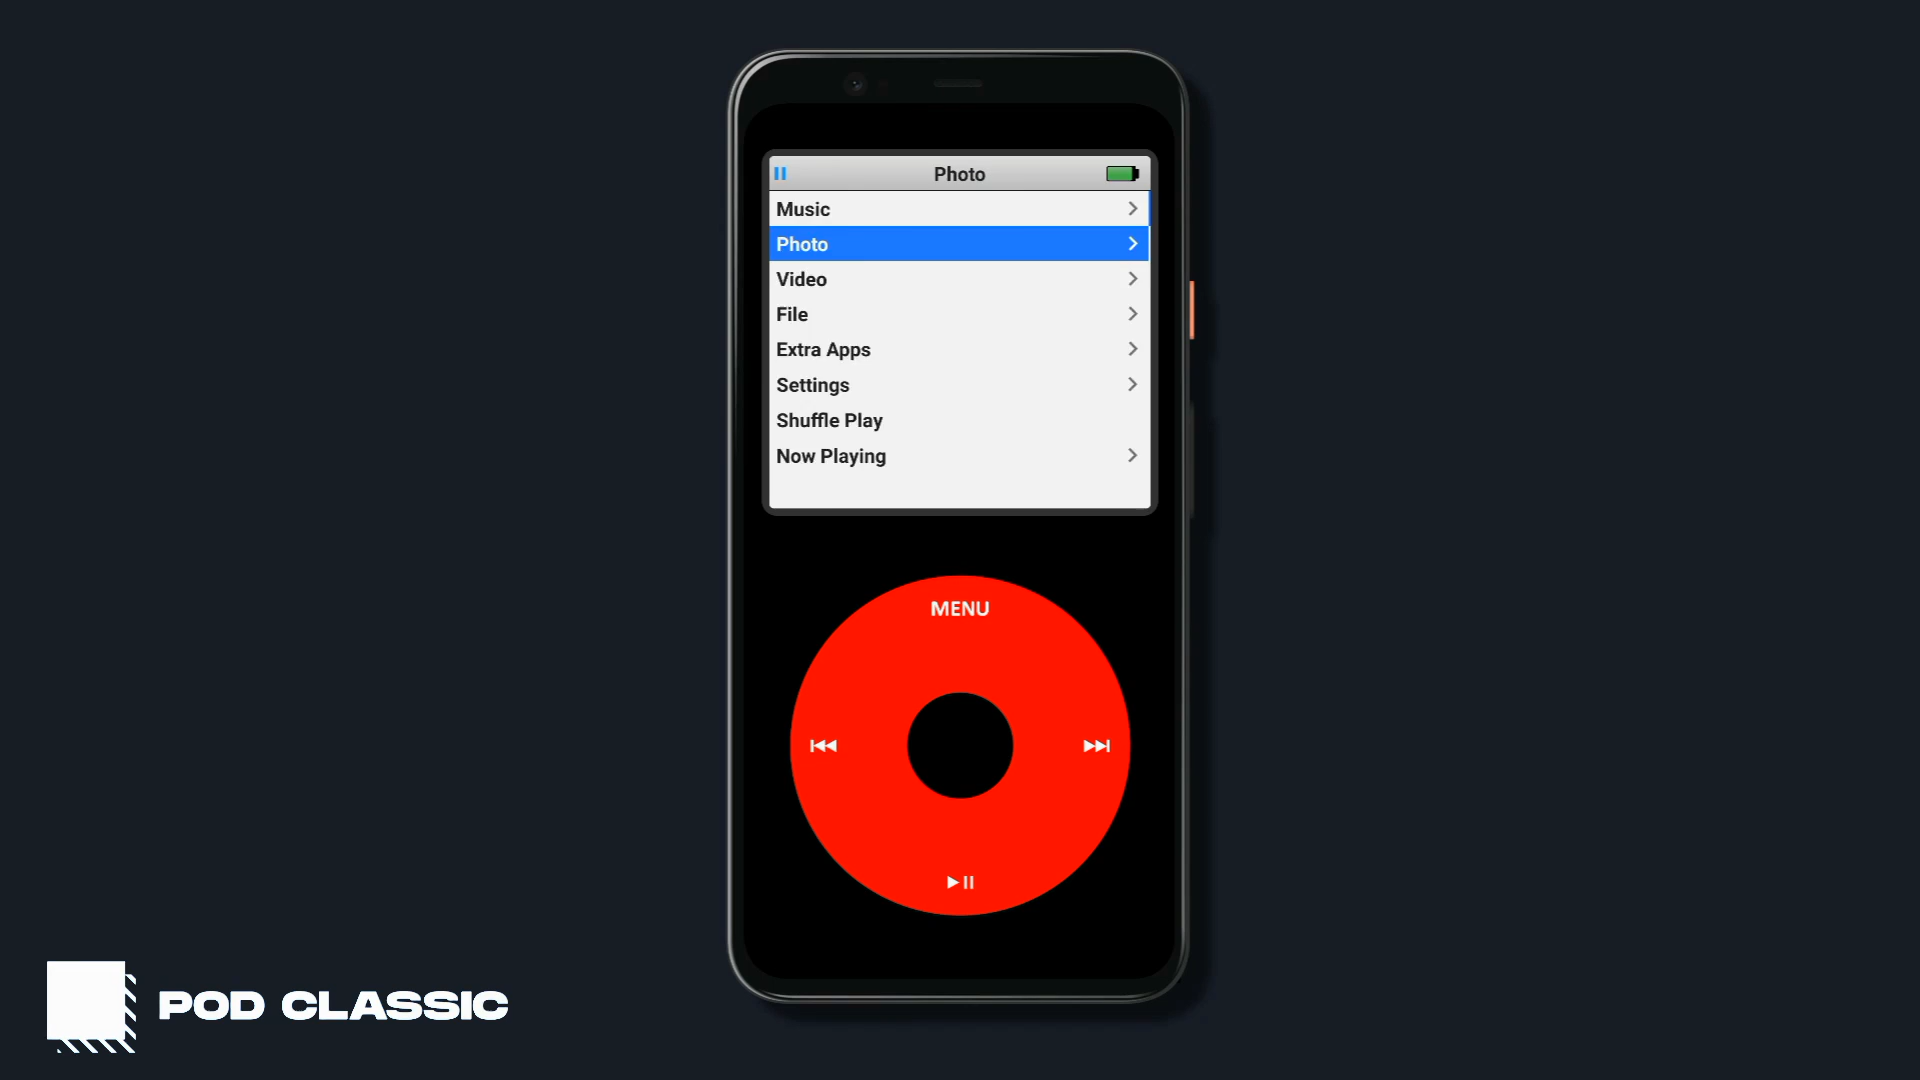 Photo
Music
Photo
Video
File
Extra Apps
Settings
Shuffle Play
Now Playing
MENU
POD CLASSIC